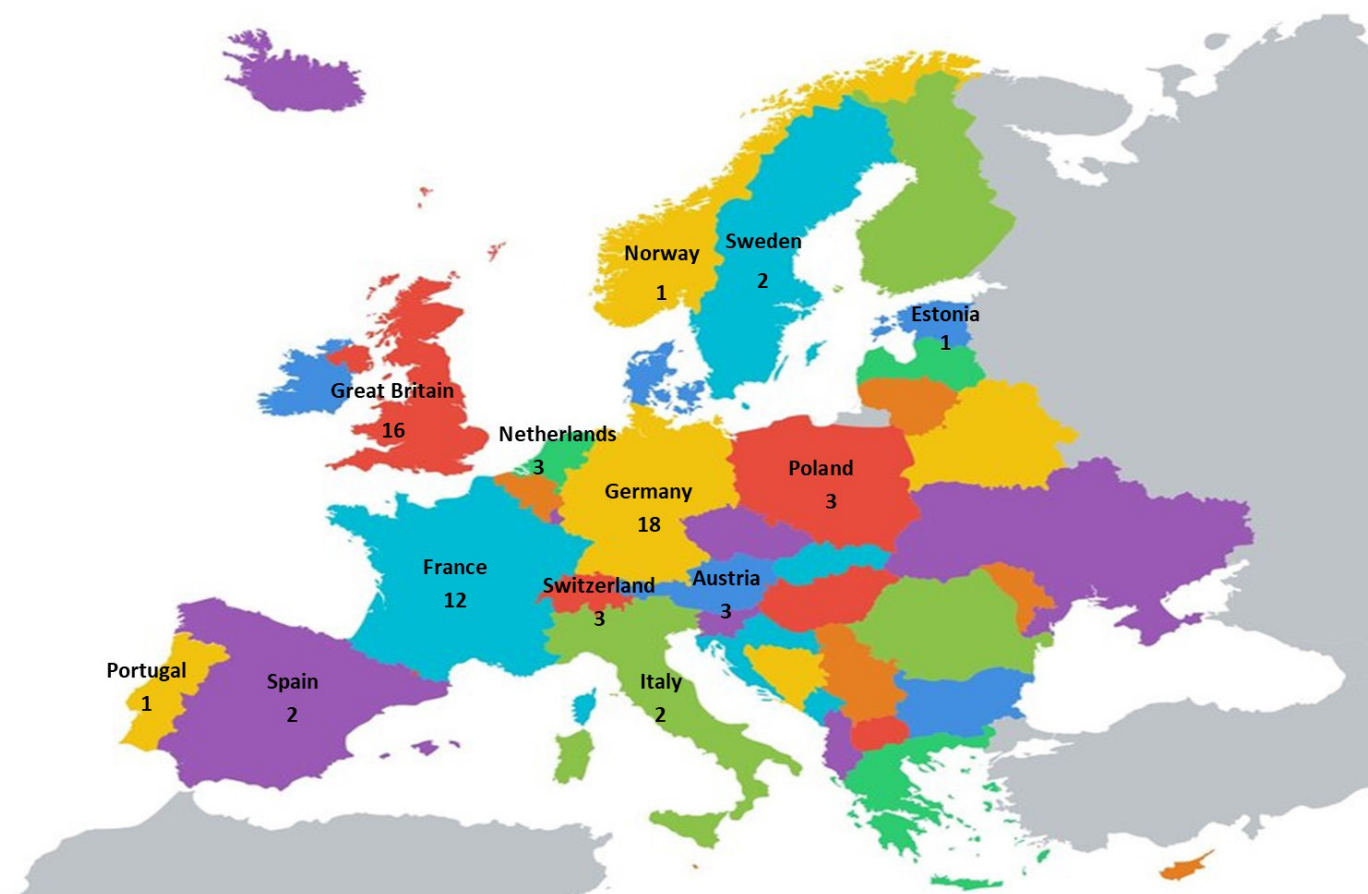 Norway
1
Sweden
2
Estonia
1
Great Britain
16
Netherlands
3
Germany
18
Poland
3
France
12
Switzerland
3
Austria
3
Portugal
1
Spain
2
Italy
2